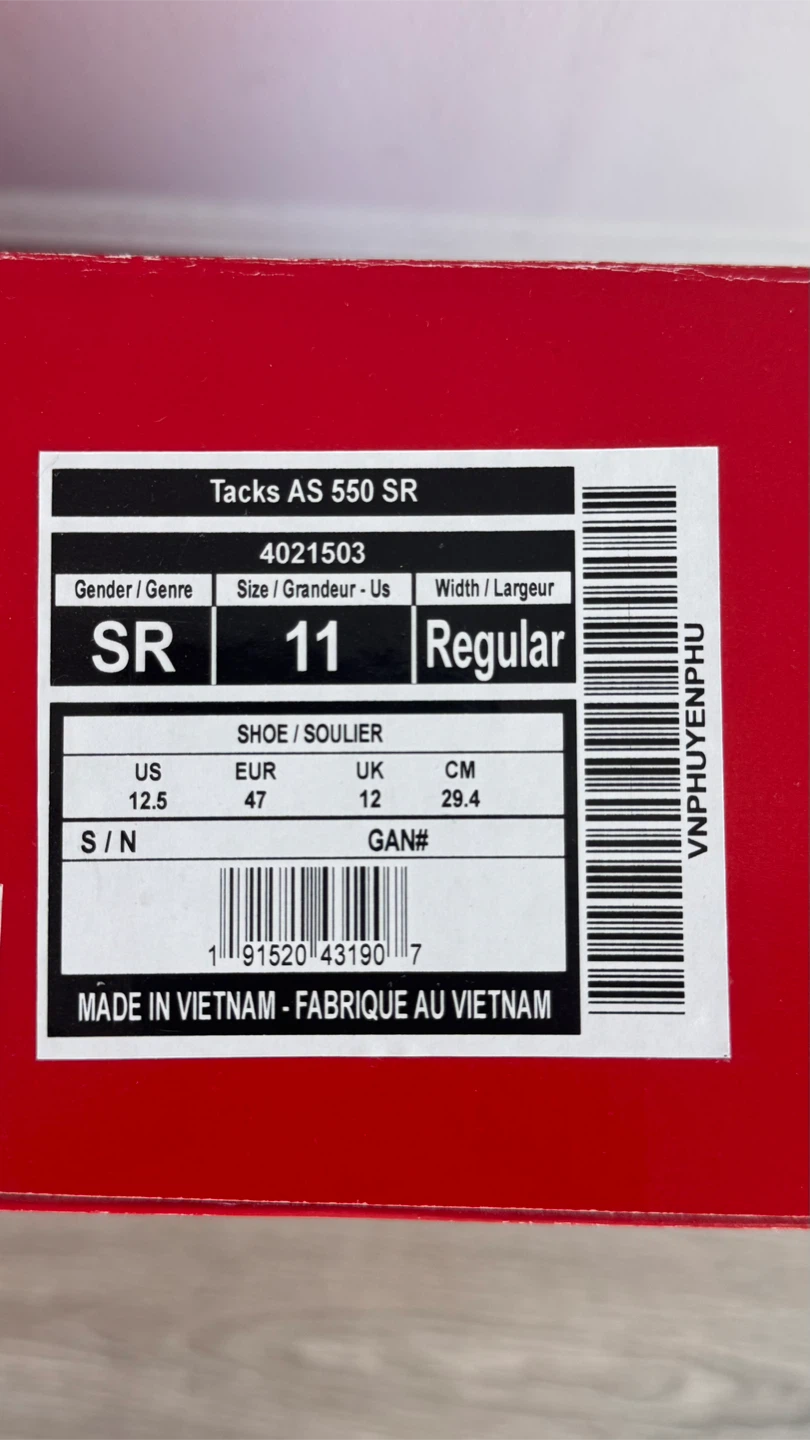 Tacks AS 550 SR
4021503
Gender / Genre Size / Grandeur - Us Width / Largeur
SR 11 Regular
SHOE / SOULIER
US EUR UK CM
12.5 47 12 29.4
S / N GAN#
1 91520 43190 7
MADE IN VIETNAM - FABRIQUE AU VIETNAM
VNPHUYENPHU